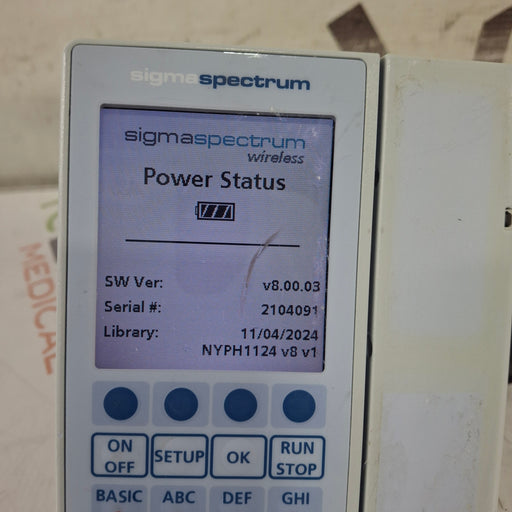 sigmaspectrum
sigmaspectrum
wireless
Power Status
SW Ver: v8.00.03
Serial #: 2104091
Library: 11/04/2024
NYPH1124 v8 v1
ON OFF
SETUP
OK
RUN STOP
BASIC ABC DEF GHI
MEDICAL